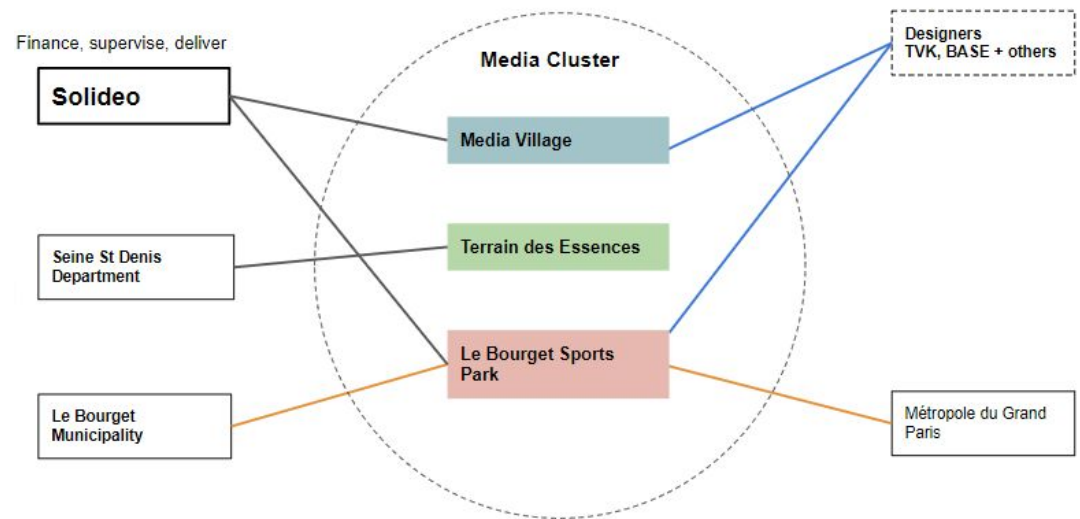 Finance, supervise, deliver
Solideo
Seine St Denis
Department
Le Bourget
Municipality
Media Cluster
Media Village
Terrain des Essences
Le Bourget Sports
Park
Designers
TVK, BASE + others
Métropole du Grand
Paris